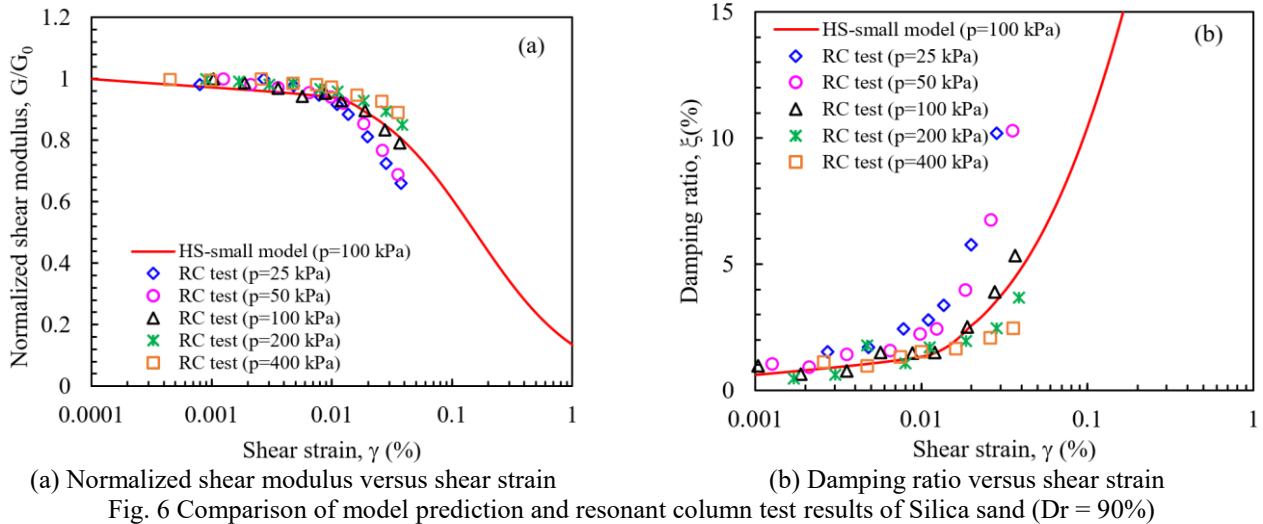 1.2
1
0.8
0.6
0.4
0.2
0
Normalized shear modulus, G/G0
(a)
HS-small model (p=100 kPa)
RC test (p=25 kPa)
RC test (p=50 kPa)
RC test (p=100 kPa)
RC test (p=200 kPa)
RC test (p=400 kPa)
0.0001 0.001 0.01 0.1 1
Shear strain, γ (%)
15
10
5
0
Damping ratio, ξ(%)
(b)
HS-small model (p=100 kPa)
RC test (p=25 kPa)
RC test (p=50 kPa)
RC test (p=100 kPa)
RC test (p=200 kPa)
RC test (p=400 kPa)
0.001 0.01 0.1 1
Shear strain, γ (%)
(a) Normalized shear modulus versus shear strain
(b) Damping ratio versus shear strain
Fig. 6 Comparison of model prediction and resonant column test results of Silica sand (Dr = 90%)